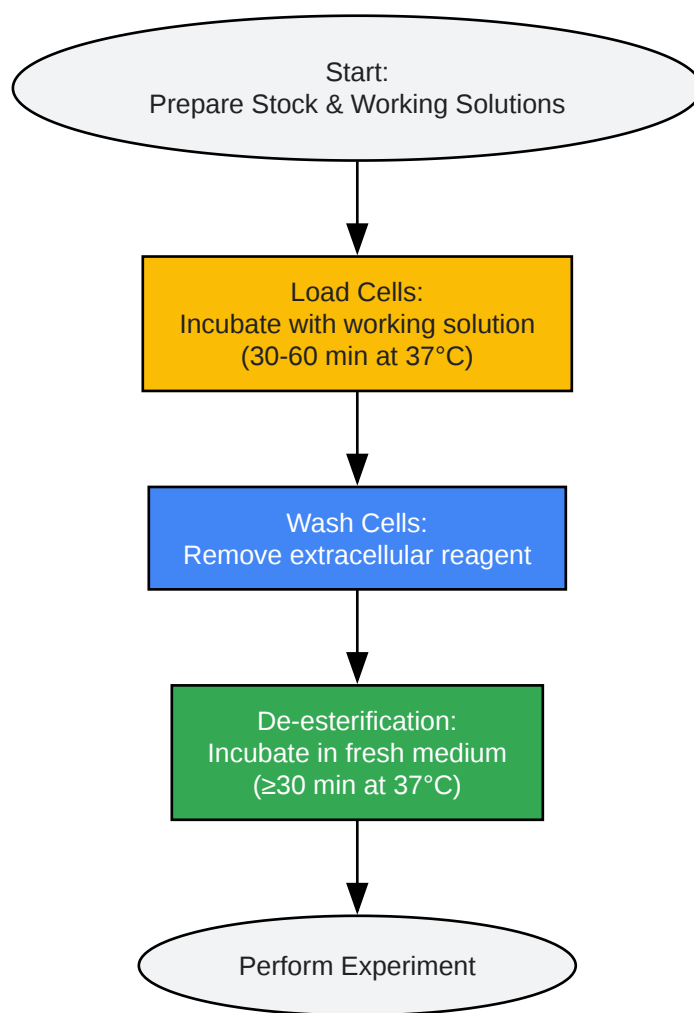 Start:
Prepare Stock & Working Solutions
Load Cells:
Incubate with working solution
(30-60 min at 37°C)
Wash Cells:
Remove extracellular reagent
De-esterification:
Incubate in fresh medium
(≥30 min at 37°C)
Perform Experiment